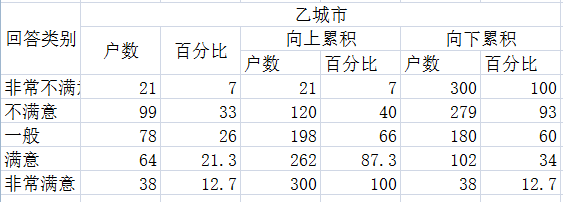 乙城市
回答类别 户数 百分比 向上累积 向下累积
户数 百分比 户数 百分比
非常不满意 21 7 21 7 300 100
不满意 99 33 120 40 279 93
一般 78 26 198 66 180 60
满意 64 21.3 262 87.3 102 34
非常满意 38 12.7 300 100 38 12.7